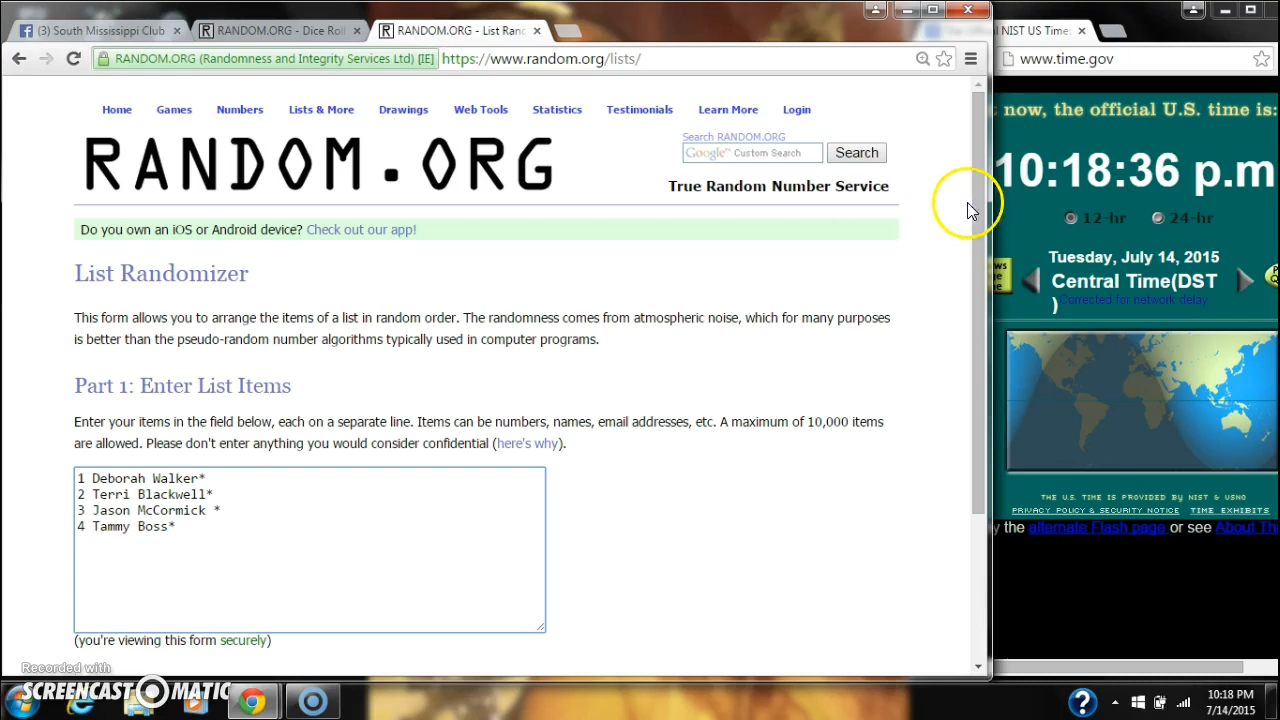 (3) South Mississippi Club
RANDOM.ORG - Dice Roll
RANDOM.ORG - List Ran
NIST US Time:
RANDOM.ORG (Randomness and Integrity Services Ltd) [IE]
https://www.random.org/lists/
www.time.gov
Home Games Numbers Lists & More Drawings Web Tools Statistics Testimonials Learn More Login
RANDOM.ORG
Search RANDOM.ORG
Google™ Custom Search
Search
True Random Number Service
Do you own an iOS or Android device? Check out our app!
List Randomizer
This form allows you to arrange the items of a list in random order. The randomness comes from atmospheric noise, which for many purposes
is better than the pseudo-random number algorithms typically used in computer programs.
Part 1: Enter List Items
Enter your items in the field below, each on a separate line. Items can be numbers, names, email addresses, etc. A maximum of 10,000 items
are allowed. Please don't enter anything you would consider confidential (here's why).
1 Deborah Walker*
2 Terri Blackwell*
3 Jason McCormick *
4 Tammy Boss*
(you're viewing this form securely)
now, the official U.S. time is:
10:18:36 p.m
12-hr 24-hr
Tuesday, July 14, 2015
Central Time(DST
)
Corrected for network delay
THE U.S. TIME IS PROVIDED BY NIST & USNO
PRIVACY POLICY & SECURITY NOTICE TIME EXHIBITS
the alternate Flash page or see About
Recorded with
SCREENCAST MATIC
10:18 PM
7/14/2015